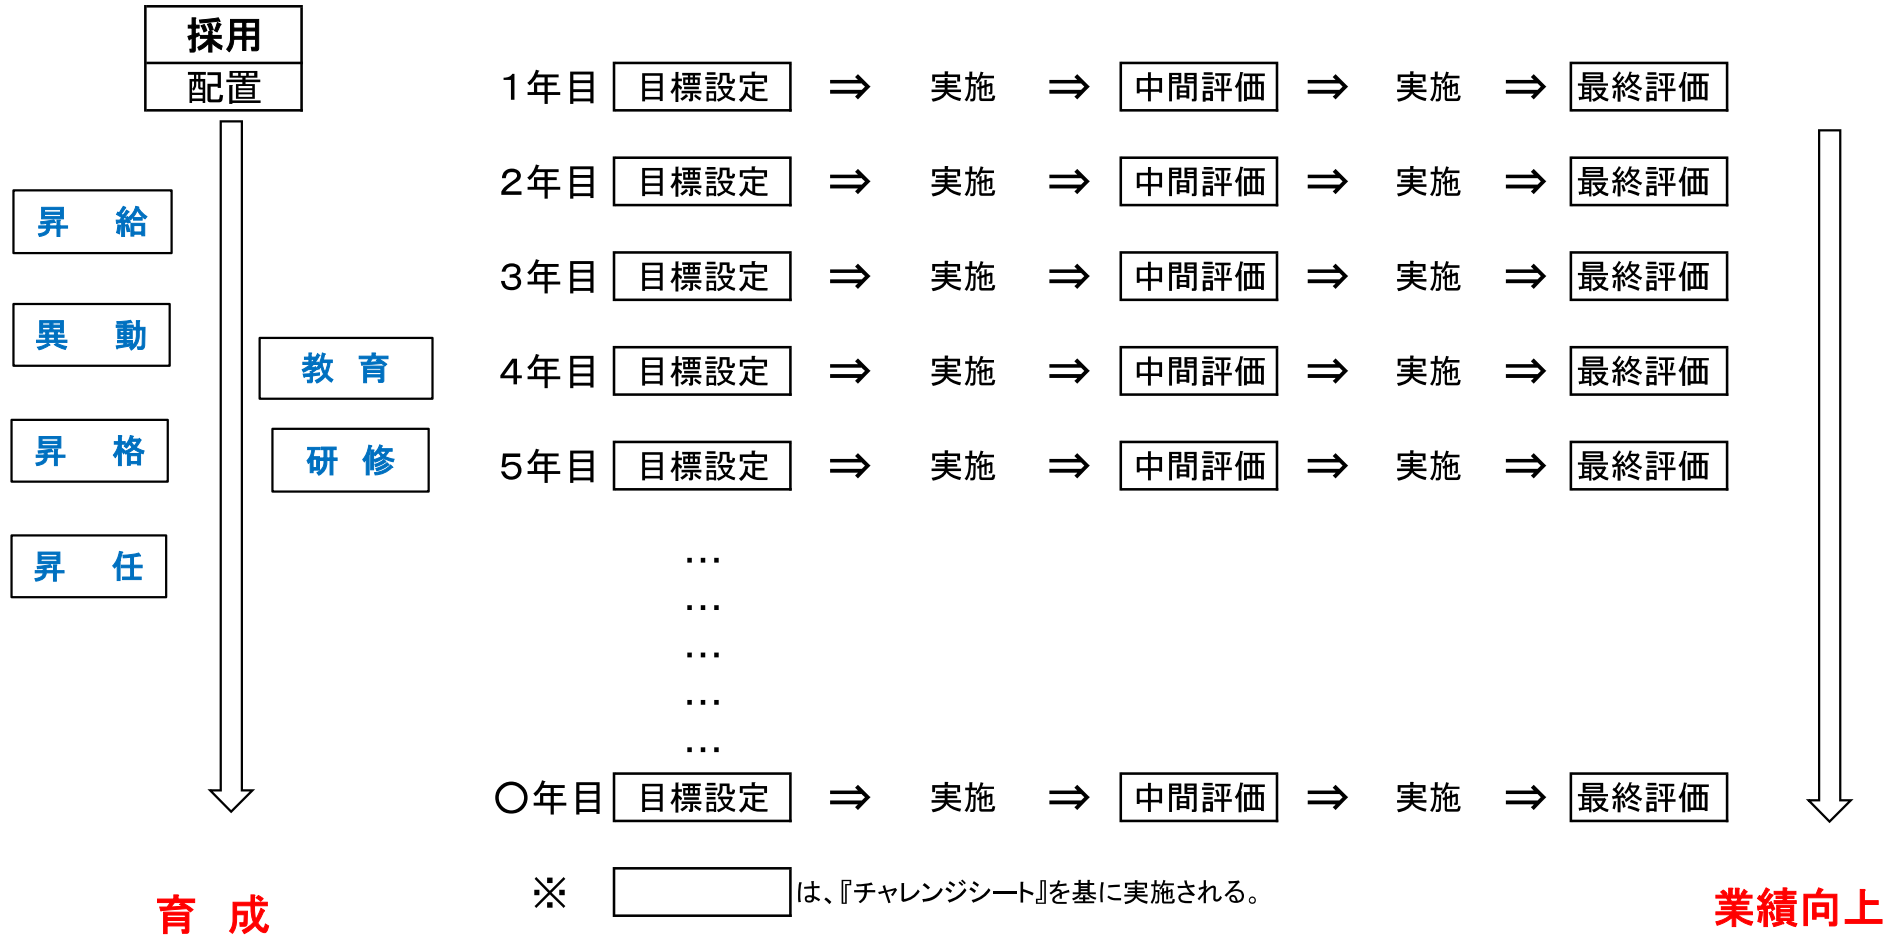 採用
配置
昇　給
異　動
昇　格
昇　任
教 育
研 修
育 成
１年目 目標設定 ⇒ 実施 ⇒ 中間評価 ⇒ 実施 ⇒ 最終評価
２年目 目標設定 ⇒ 実施 ⇒ 中間評価 ⇒ 実施 ⇒ 最終評価
３年目 目標設定 ⇒ 実施 ⇒ 中間評価 ⇒ 実施 ⇒ 最終評価
４年目 目標設定 ⇒ 実施 ⇒ 中間評価 ⇒ 実施 ⇒ 最終評価
５年目 目標設定 ⇒ 実施 ⇒ 中間評価 ⇒ 実施 ⇒ 最終評価
…
…
…
…
…
〇年目 目標設定 ⇒ 実施 ⇒ 中間評価 ⇒ 実施 ⇒ 最終評価
※ は、『チャレンジシート』を基に実施される。
業績向上